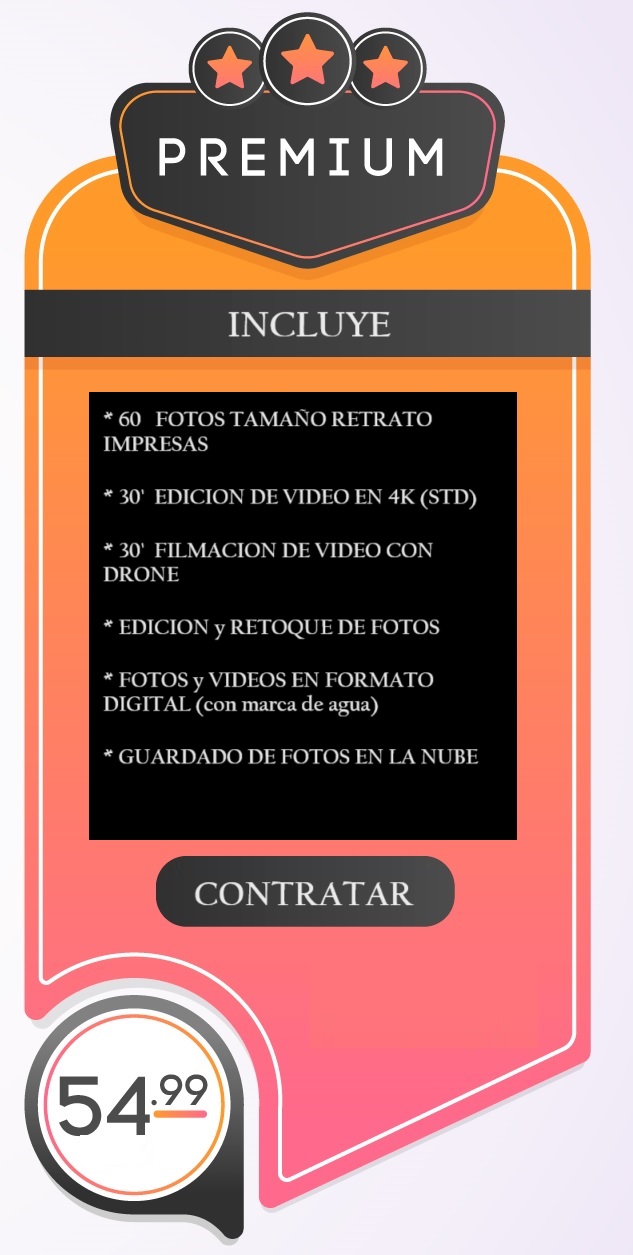 PREMIUM
INCLUYE
* 60 FOTOS TAMAÑO RETRATO
IMPRESAS
* 30' EDICION DE VIDEO EN 4K (STD)
* 30' FILMACION DE VIDEO CON
DRONE
* EDICION y RETOQUE DE FOTOS
* FOTOS y VIDEOS EN FORMATO
DIGITAL (con marca de agua)
* GUARDADO DE FOTOS EN LA NUBE
CONTRATAR
54.99